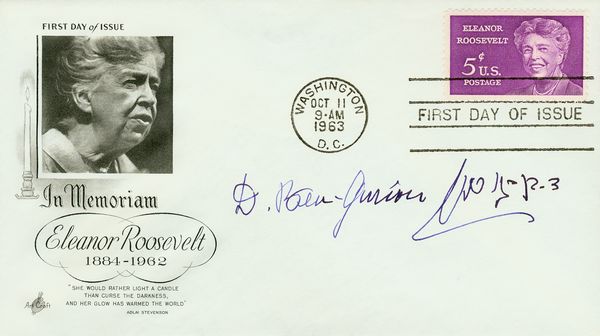 FIRST DAY of ISSUE
In Memoriam
Eleanor Roosevelt
1884-1962
"SHE WOULD RATHER LIGHT A CANDLE
THAN CURSE THE DARKNESS,
AND HER GLOW HAS WARMED THE WORLD"
ADLAI STEVENSON
Art Craft
WASHINGTON
OCT 11
9-AM
1963
D.C.
ELEANOR
ROOSEVELT
5¢
U.S.
POSTAGE
FIRST DAY OF ISSUE
D. Ben-Gurion